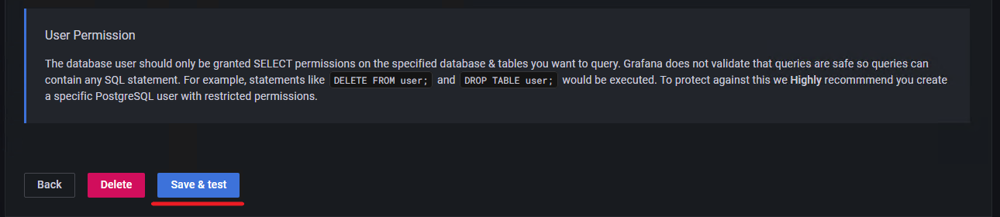 User Permission
The database user should only be granted SELECT permissions on the specified database & tables you want to query. Grafana does not validate that queries are safe so queries can
contain any SQL statement. For example, statements like DELETE FROM user; and DROP TABLE user; would be executed. To protect against this we Highly recommmend you create
a specific PostgreSQL user with restricted permissions.
Back Delete Save & test